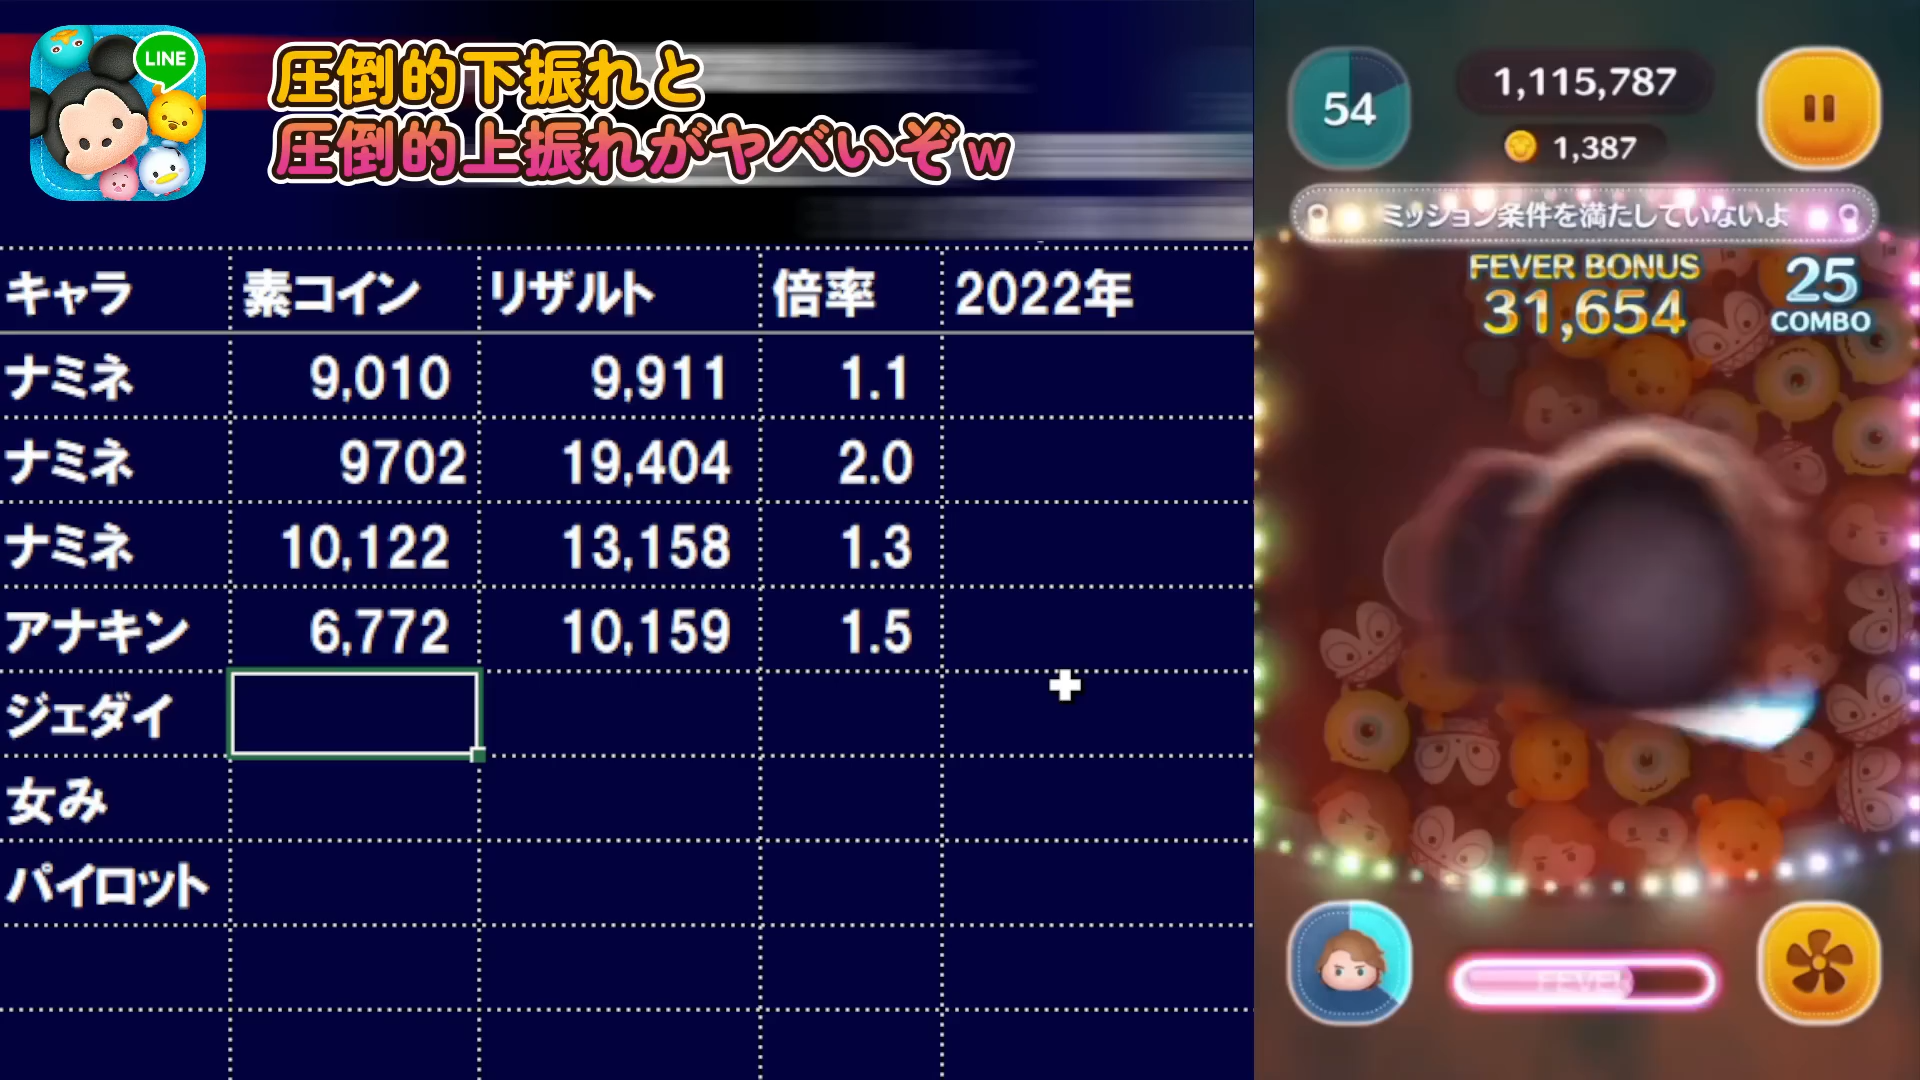 LINE
圧倒的下振れと
圧倒的上振れがヤバいぞw
キャラ 素コイン リザルト 倍率 2022年
ナミネ 9,010 9,911 1.1
ナミネ 9702 19,404 2.0
ナミネ 10,122 13,158 1.3
アナキン 6,772 10,159 1.5
ジェダイ
女み
パイロット
54
1,115,787
1,387
ミッション条件を満たしていないよ
FEVER BONUS
31,654
25
COMBO
FEVER